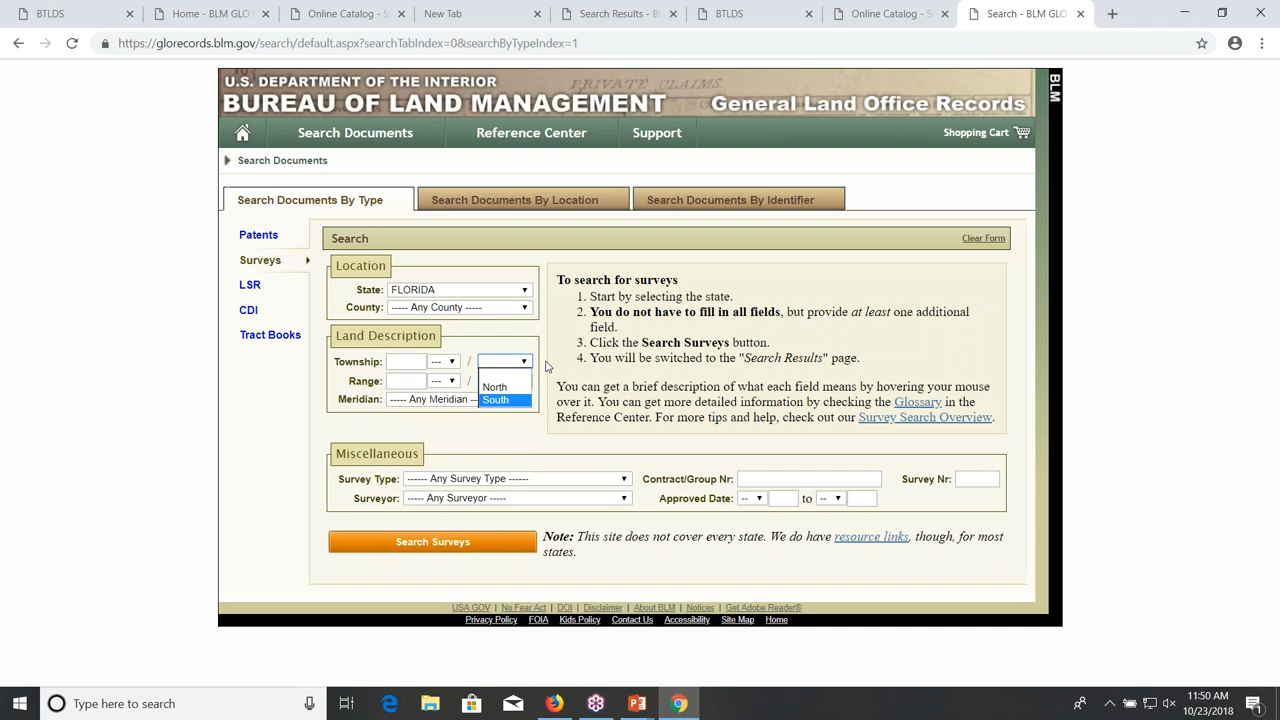 BTLDS
Home - BLM GLO
Online Catalog - S
New Tab
Search Results - BL
BTLDS
Online Catalog - Se
Search - BLM GLO
https://glorecords.blm.gov/search/default.aspx?searchTabIndex=0&searchByTypeIndex=1
PRIVATE CLAIMS
U.S. DEPARTMENT OF THE INTERIOR
BUREAU OF LAND MANAGEMENT
General Land Office Records
BLM
Search Documents
Reference Center
Support
Shopping Cart
Search Documents
Search Documents By Type
Search Documents By Location
Search Documents By Identifier
Patents
Surveys
LSR
CDI
Tract Books
Search
Clear Form
Location
State: FLORIDA
County: ----- Any County -----
Land Description
Township: --- /
North
South
Range: --- /
Meridian: ----- Any Meridian --
To search for surveys
1. Start by selecting the state.
2. You do not have to fill in all fields, but provide at least one additional
field.
3. Click the Search Surveys button.
4. You will be switched to the "Search Results" page.
You can get a brief description of what each field means by hovering your mouse
over it. You can get more detailed information by checking the Glossary in the
Reference Center. For more tips and help, check out our Survey Search Overview.
Miscellaneous
Survey Type: ------ Any Survey Type ------
Contract/Group Nr:
Survey Nr:
Surveyor: ----- Any Surveyor -----
Approved Date: -- to --
Search Surveys
Note: This site does not cover every state. We do have resource links, though, for most
states.
USA.GOV | No Fear Act | DOI | Disclaimer | About BLM | Notices | Get Adobe Reader®
Privacy Policy | FOIA | Kids Policy | Contact Us | Accessibility | Site Map | Home
Type here to search
11:50 AM
10/23/2018
1